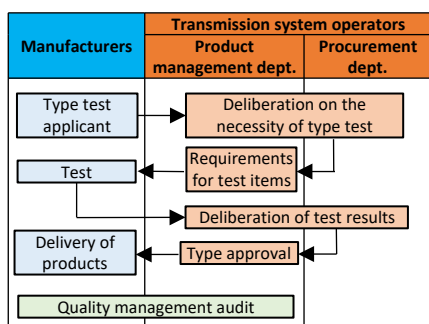 Transmission system operators
Manufacturers
Product
management dept.
Procurement
dept.
Type test
applicant
Deliberation on the
necessity of type test
Requirements
for test items
Test
Deliberation of test results
Delivery of
products
Type approval
Quality management audit